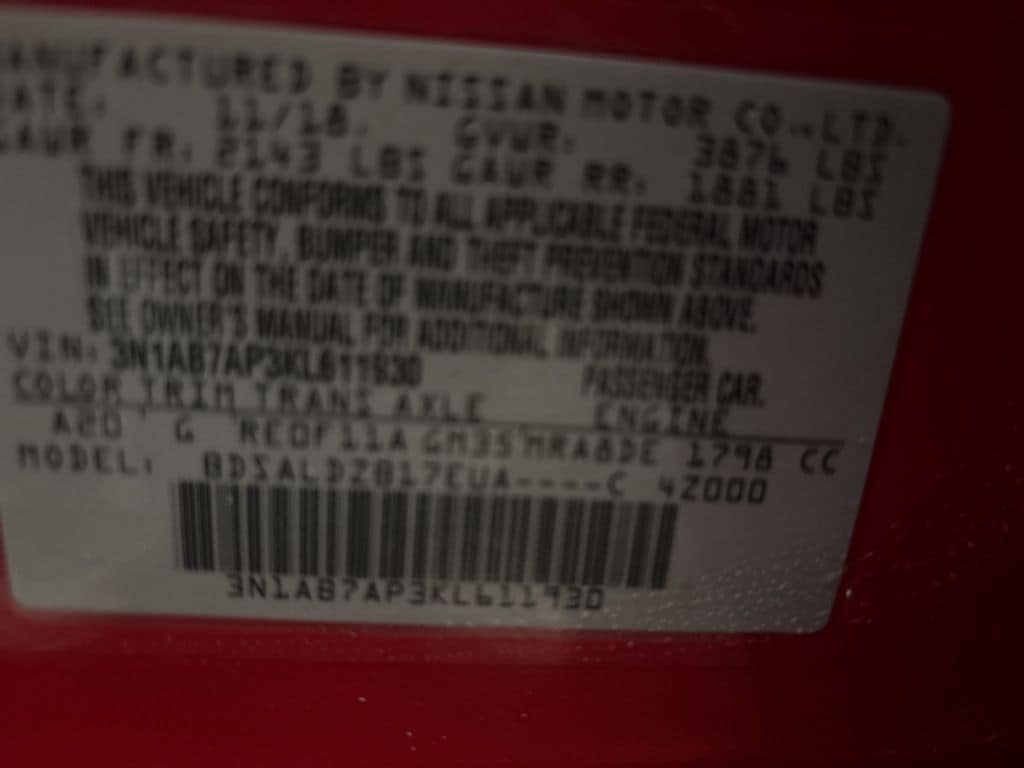 MANUFACTURED BY NISSAN MOTOR CO., LTD.
DATE: 11/18. GVWR: 3876 LBS
GAWR FR. 2143 LBS GAWR RR. 1881 LBS
THIS VEHICLE CONFORMS TO ALL APPLICABLE FEDERAL MOTOR
VEHICLE SAFETY, BUMPER AND THEFT PREVENTION STANDARDS
IN EFFECT ON THE DATE OF MANUFACTURE SHOWN ABOVE.
SEE OWNER'S MANUAL FOR ADDITIONAL INFORMATION.
VIN: 3N1AB7AP3KL611930 PASSENGER CAR.
COLOR TRIM TRANS AXLE ENGINE
A20 G RE0F11A GM35 MRA8DE 1798 CC
MODEL: BDSALDZB17EUA----C 4Z000
3N1AB7AP3KL611930